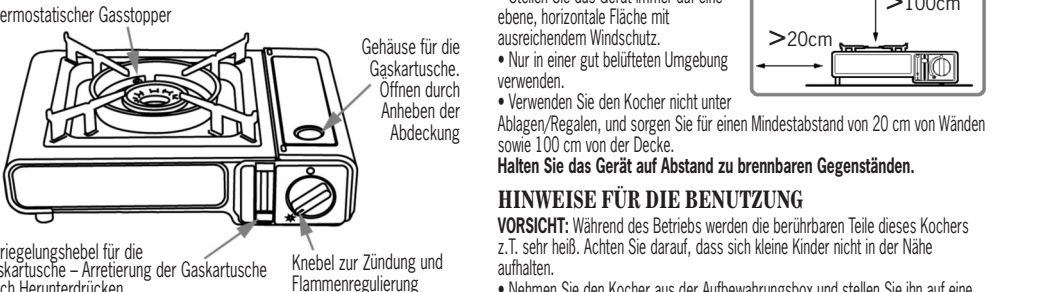 ermostatischer Gasstopper
Gehäuse für die
Gaskartusche.
Öffnen durch
Anheben der
Abdeckung
riegelungshebel für die
skartusche – Arretierung der Gaskartusche
ch Herunterdrücken
Knebel zur Zündung und
Flammenregulierung
• Stellen Sie das Gerät immer auf eine
ebene, horizontale Fläche mit
ausreichendem Windschutz.
• Nur in einer gut belüfteten Umgebung
verwenden.
• Verwenden Sie den Kocher nicht unter
Ablagen/Regalen, und sorgen Sie für einen Mindestabstand von 20 cm von Wänden
sowie 100 cm von der Decke.
Halten Sie das Gerät auf Abstand zu brennbaren Gegenständen.
>100cm
>20cm
HINWEISE FÜR DIE BENUTZUNG
VORSICHT: Während des Betriebs werden die berührbaren Teile dieses Kochers
z.T. sehr heiß. Achten Sie darauf, dass sich kleine Kinder nicht in der Nähe
aufhalten.
• Nehmen Sie den Kocher aus der Aufbewahrungsbox und stellen Sie ihn auf eine